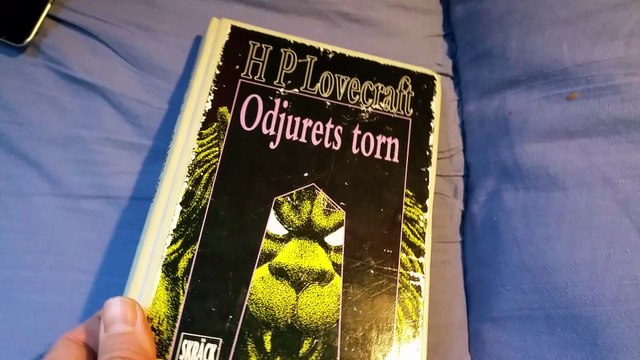 H P Lovecraft
Odjurets torn
SKRÄCK